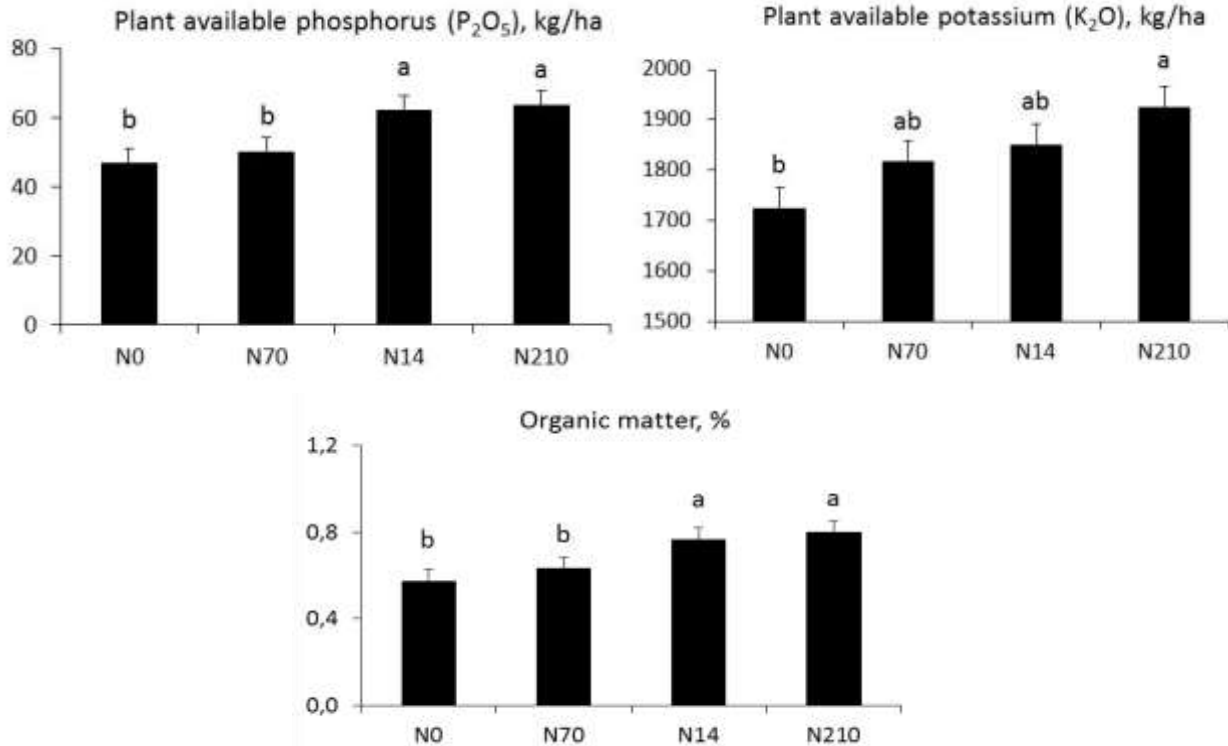 Plant available phosphorus (P₂O₅), kg/ha
80
60
40
20
0
b
b
a
a
N0
N70
N14
N210
Plant available potassium (K₂O), kg/ha
2000
1900
1800
1700
1600
1500
b
ab
ab
a
N0
N70
N14
N210
Organic matter, %
1,2
0,8
0,4
0,0
b
b
a
a
N0
N70
N14
N210